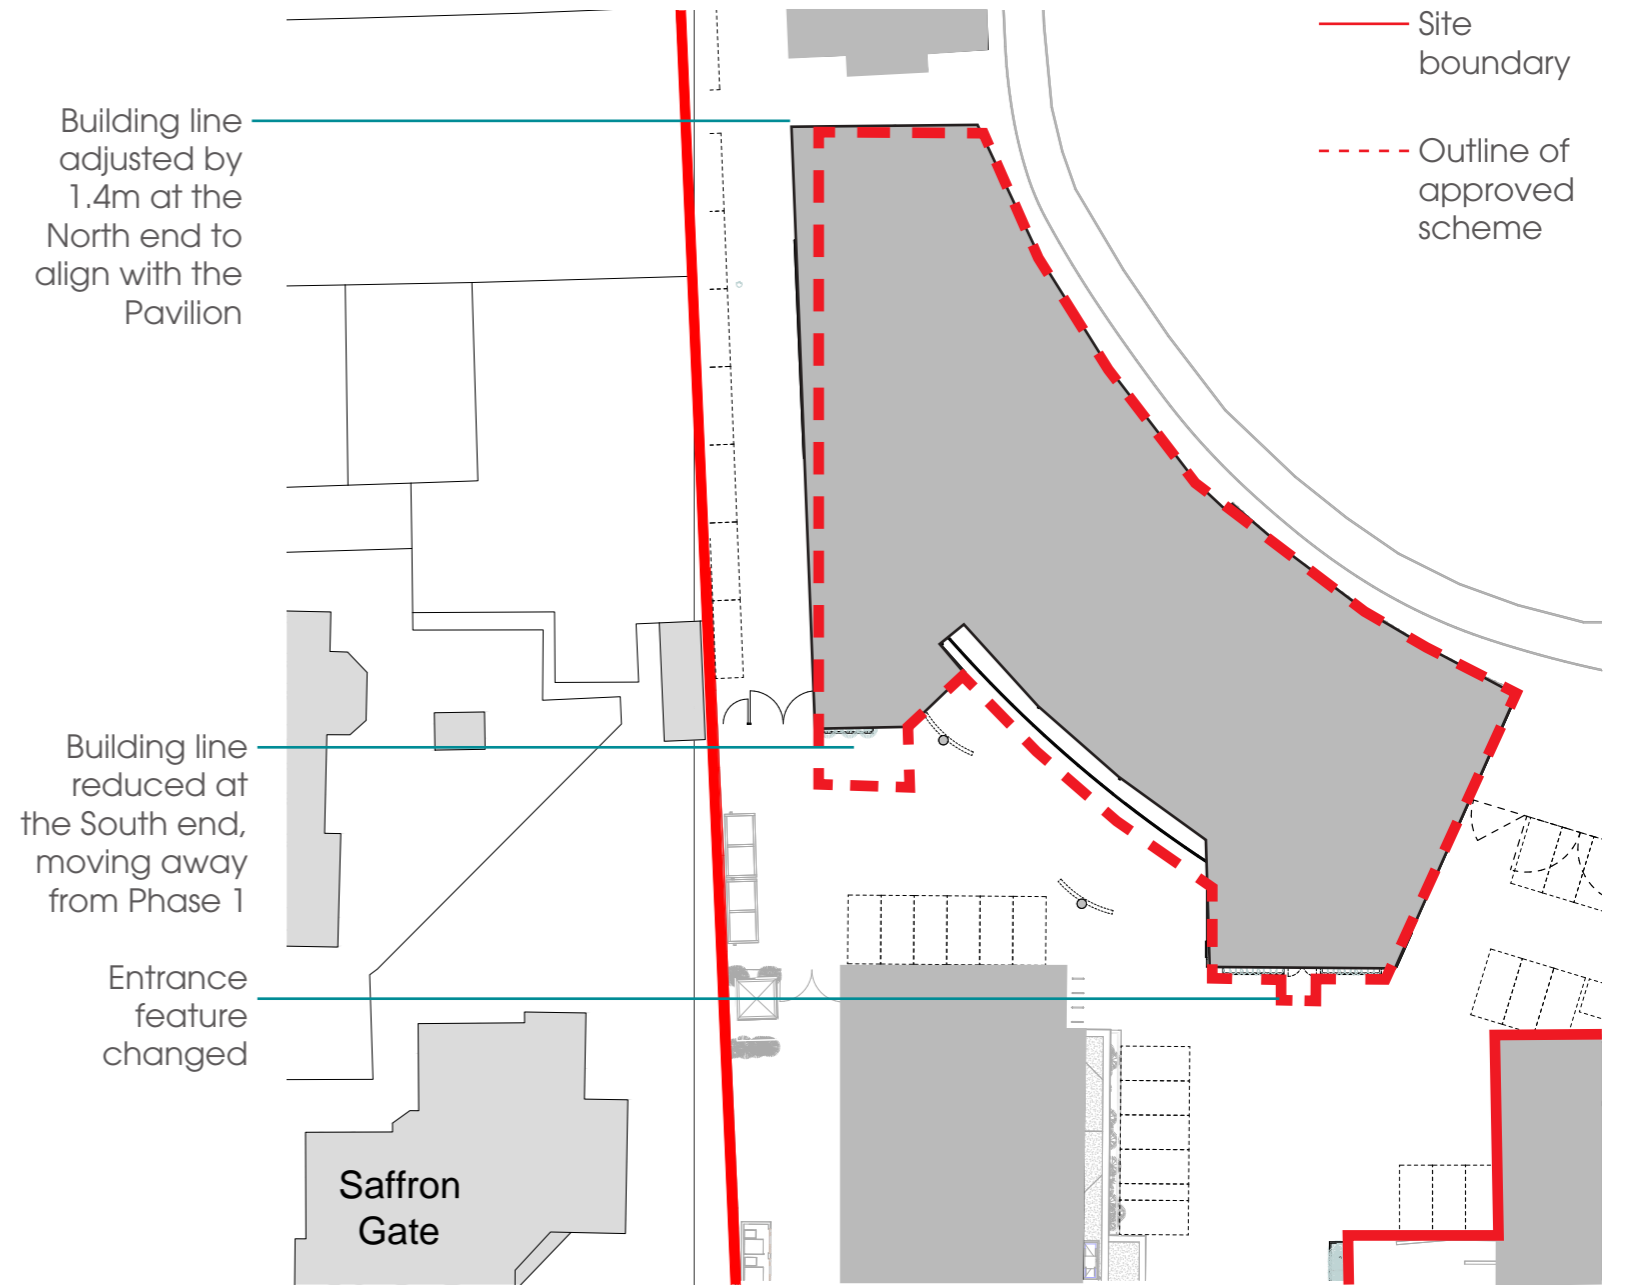 Site
boundary
Outline of
approved
scheme
Building line
adjusted by
1.4m at the
North end to
align with the
Pavilion
Building line
reduced at
the South end,
moving away
from Phase 1
Entrance
feature
changed
Saffron
Gate